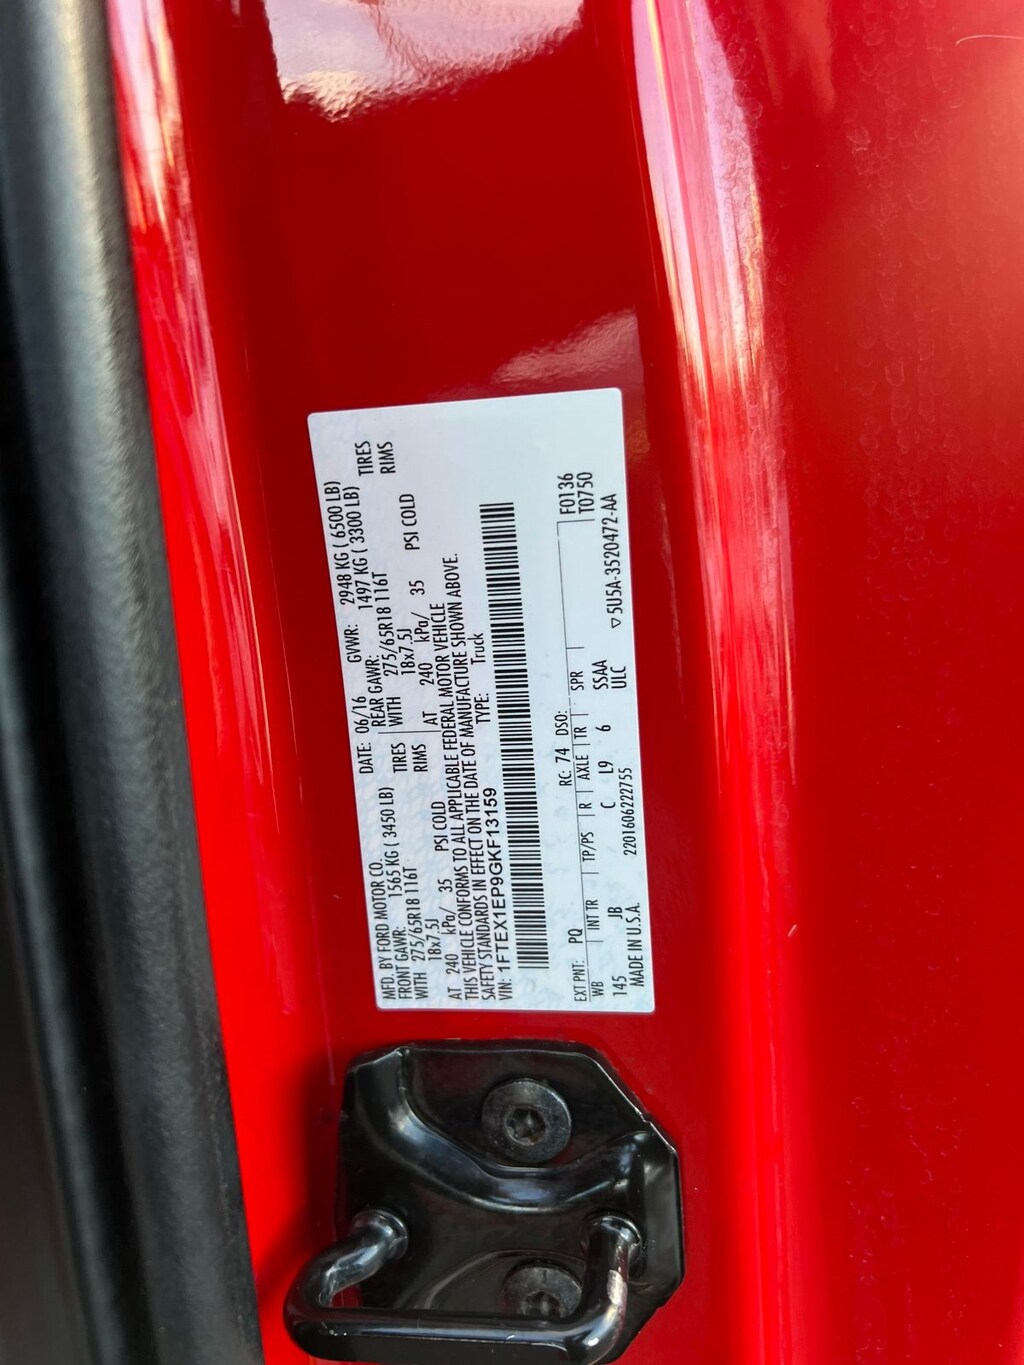 MFD. BY FORD MOTOR CO.
DATE: 06/16 GVWR: 2948 KG ( 6500 LB)
FRONT GAWR: 1565 KG ( 3450 LB)
REAR GAWR: 1497 KG ( 3300 LB)
WITH 275/65R18 116T TIRES
WITH 275/65R18 116T TIRES
18x7.5J RIMS
18x7.5J RIMS
AT 240 kPa/ 35 PSI COLD
AT 240 kPa/ 35 PSI COLD
THIS VEHICLE CONFORMS TO ALL APPLICABLE FEDERAL MOTOR VEHICLE
SAFETY STANDARDS IN EFFECT ON THE DATE OF MANUFACTURE SHOWN ABOVE.
VIN: 1FTEX1EP9GKF13159 TYPE: Truck
F0136
EXT PNT: PQ RC: 74 DSO: T0750
WB INT TR TP/PS R AXLE TR SPR
145 JB C L9 6 SSAA
MADE IN U.S.A. 220160622755 ULC ▽5U5A-3520472-AA